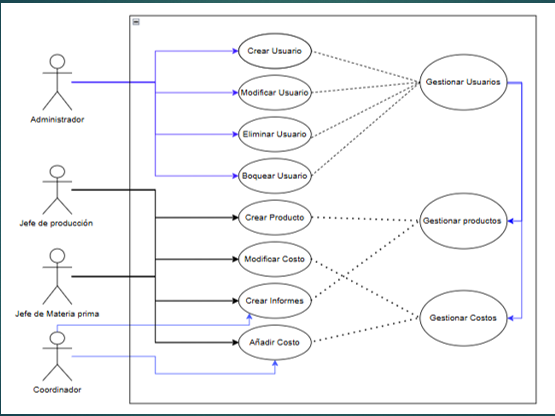 Crear Usuario
Modificar Usuario
Eliminar Usuario
Boquear Usuario
Crear Producto
Modificar Costo
Crear Informes
Añadir Costo
Gestionar Usuarios
Gestionar productos
Gestionar Costos
Administrador
Jefe de producción
Jefe de Materia prima
Coordinador